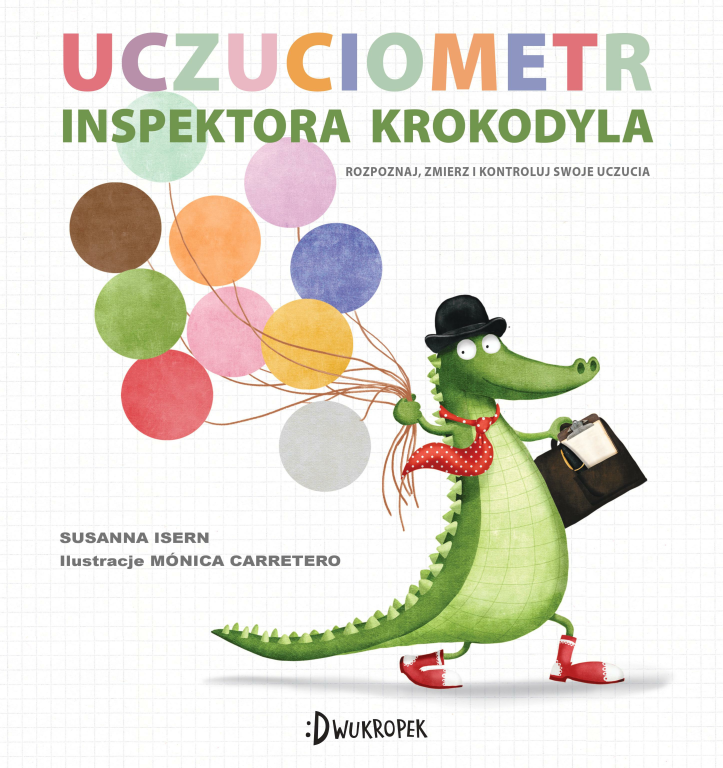 UCZUCIOMETR
INSPEKTORA KROKODYLA
ROZPOZNAJ, ZMIERZ I KONTROLUJ SWOJE UCZUCIA
SUSANNA ISERN
Ilustracje MÓNICA CARRETERO
:DWUKROPEK